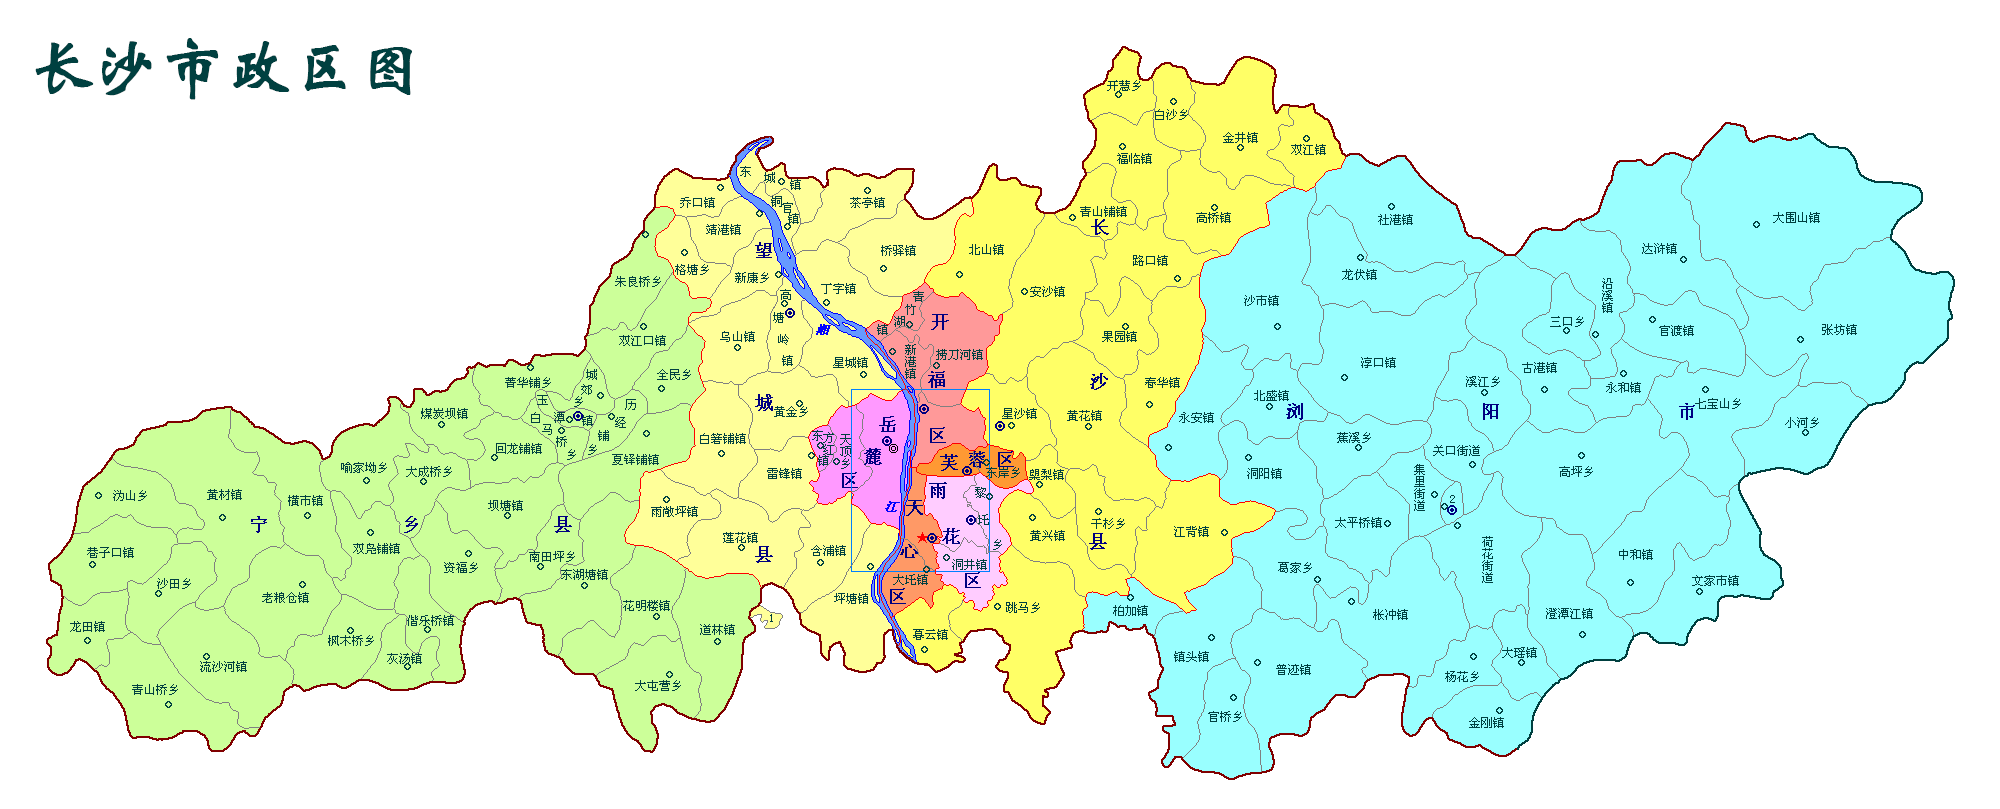 长沙市政区图
开慧乡
白沙乡
金井镇
双江镇
福临镇
青山铺镇
高桥镇
长
北山镇
路口镇
安沙镇
果园镇
沙
春华镇
星沙镇
黄花镇
㮾梨镇
干杉乡
江背镇
黄兴镇
县
跳马乡
暮云镇
东城镇
铜官镇
茶亭镇
乔口镇
靖港镇
望
桥驿镇
格塘乡
新康乡
丁字镇
高塘岭镇
乌山镇
星城镇
城
黄金乡
白箬铺镇
雷锋镇
雨敞坪镇
莲花镇
含浦镇
县
坪塘镇
1
湘
江
青竹湖镇
开
新港镇
捞刀河镇
福
区
岳
麓
区
东方红镇
天顶乡
芙蓉区
东岸乡
雨
花
区
黎圫乡
洞井镇
天
心
区
大圫镇
朱良桥乡
双江口镇
菁华铺乡
城郊乡
全民乡
煤炭坝镇
玉潭镇
白马桥乡
历经铺乡
回龙铺镇
夏铎铺镇
喻家坳乡
大成桥乡
沩山乡
黄材镇
横市镇
坝塘镇
宁
乡
县
巷子口镇
双凫铺镇
资福乡
南田坪乡
东湖塘镇
沙田乡
老粮仓镇
花明楼镇
龙田镇
枫木桥乡
偕乐桥镇
道林镇
流沙河镇
灰汤镇
青山桥乡
大屯营乡
社港镇
大围山镇
达浒镇
龙伏镇
沿溪镇
沙市镇
三口乡
官渡镇
张坊镇
淳口镇
古港镇
溪江乡
永和镇
北盛镇
七宝山乡
永安镇
浏
阳
市
小河乡
蕉溪乡
关口街道
洞阳镇
高坪乡
集里街道
2
太平桥镇
荷花街道
中和镇
葛家乡
文家市镇
柏加镇
枨冲镇
澄潭江镇
镇头镇
普迹镇
大瑶镇
杨花乡
官桥乡
金刚镇